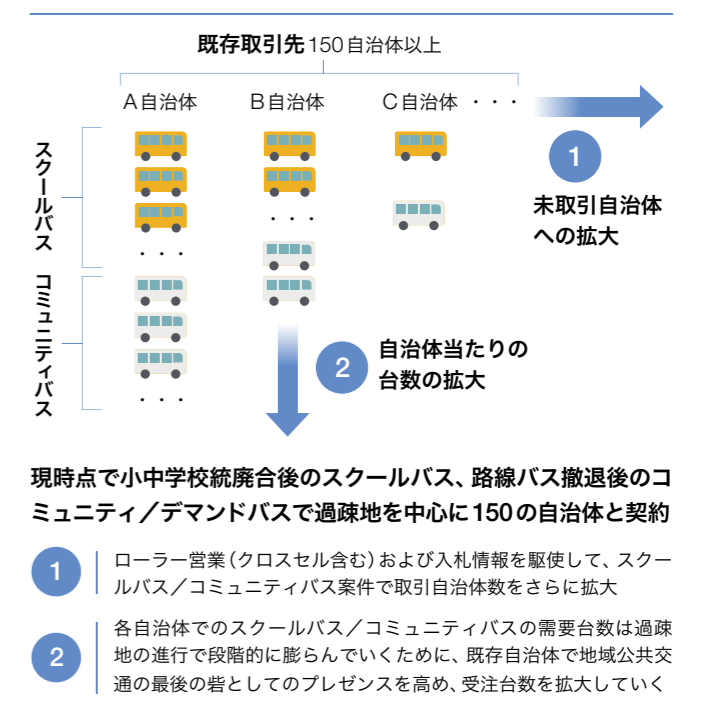 既存取引先 150自治体以上
A自治体 B自治体 C自治体 ・・・
スクールバス
・・・
・・・
コミュニティバス
・・・
1
未取引自治体
への拡大
2
自治体当たりの
台数の拡大
現時点で小中学校統廃合後のスクールバス、路線バス撤退後のコ
ミュニティ／デマンドバスで過疎地を中心に150の自治体と契約
1
ローラー営業（クロスセル含む）および入札情報を駆使して、スクー
ルバス／コミュニティバス案件で取引自治体数をさらに拡大
2
各自治体でのスクールバス／コミュニティバスの需要台数は過疎
地の進行で段階的に膨らんでいくために、既存自治体で地域公共交
通の最後の砦としてのプレゼンスを高め、受注台数を拡大していく